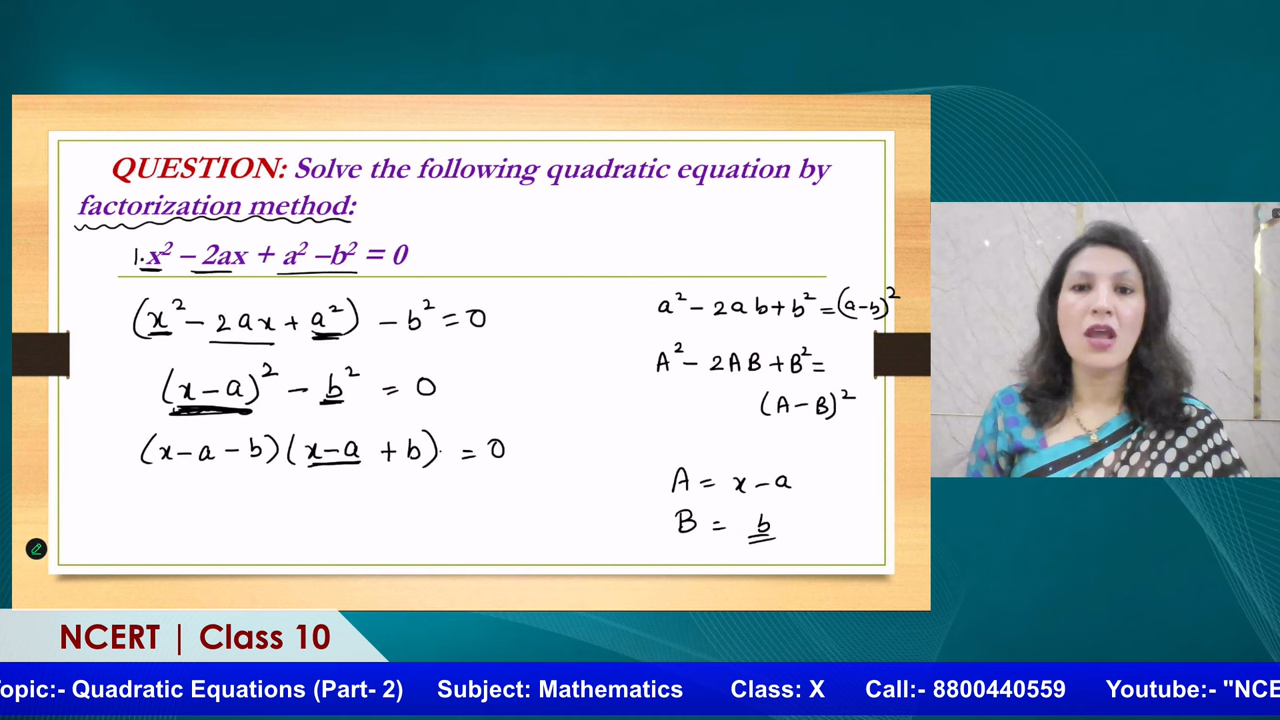 QUESTION: Solve the following quadratic equation by
factorization method:
1. x² – 2ax + a² –b² = 0
(x² - 2ax + a²) - b² = 0
(x-a)² - b² = 0
(x-a-b)(x-a+b) = 0
a² - 2ab + b² = (a-b)²
A² - 2AB + B² =
(A-B)²
A = x-a
B = b
NCERT | Class 10
opic:- Quadratic Equations (Part- 2) Subject: Mathematics Class: X Call:- 8800440559 Youtube:- "NCE